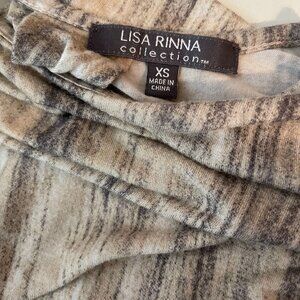 LISA RINNA
collection™
XS
MADE IN
CHINA